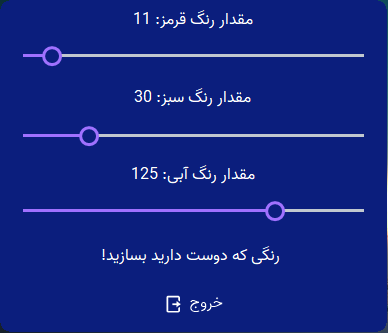 مقدار رنگ قرمز: 11
مقدار رنگ سبز: 30
مقدار رنگ آبی: 125
رنگی که دوست دارید بسازید!
خروج